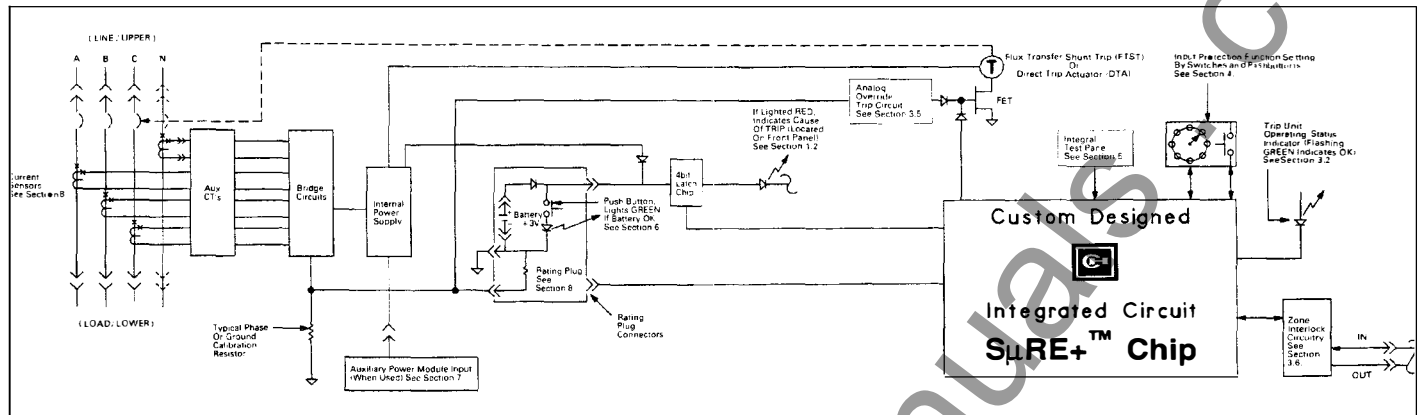 (LINE/UPPER)
A B C N
Current
Sensors
See Section 8
Aux
CT's
Bridge
Circuits
Internal
Power
Supply
(LOAD/LOWER)
Typical Phase
Or Ground
Calibration
Resistor
Auxiliary Power Module Input
(When Used) See Section 7
Battery
+3V
Push Button,
Lights GREEN
If Battery OK
See Section 6
Rating Plug
See
Section 8
Rating
Plug
Connectors
4bit
Latch
Chip
If Lighted RED,
Indicates Cause
Of TRIP (Located
On Front Panel)
See Section 1.2
Analog
Override
Trip Circuit
See Section 3.5
T
Flux Transfer Shunt Trip (FTST)
Or
Direct Trip Actuator (DTA)
FET
Integral
Test Pane
See Section 5
Input Protection Function Setting
By Switches and Pushbuttons
See Section 4.
Trip Unit
Operating Status
Indicator (Flashing
GREEN Indicates OK)
See Section 3.2
Custom Designed
Integrated Circuit
SμRE+™ Chip
Zone
Interlock
Circuitry
See
Section
3.6.
IN
OUT